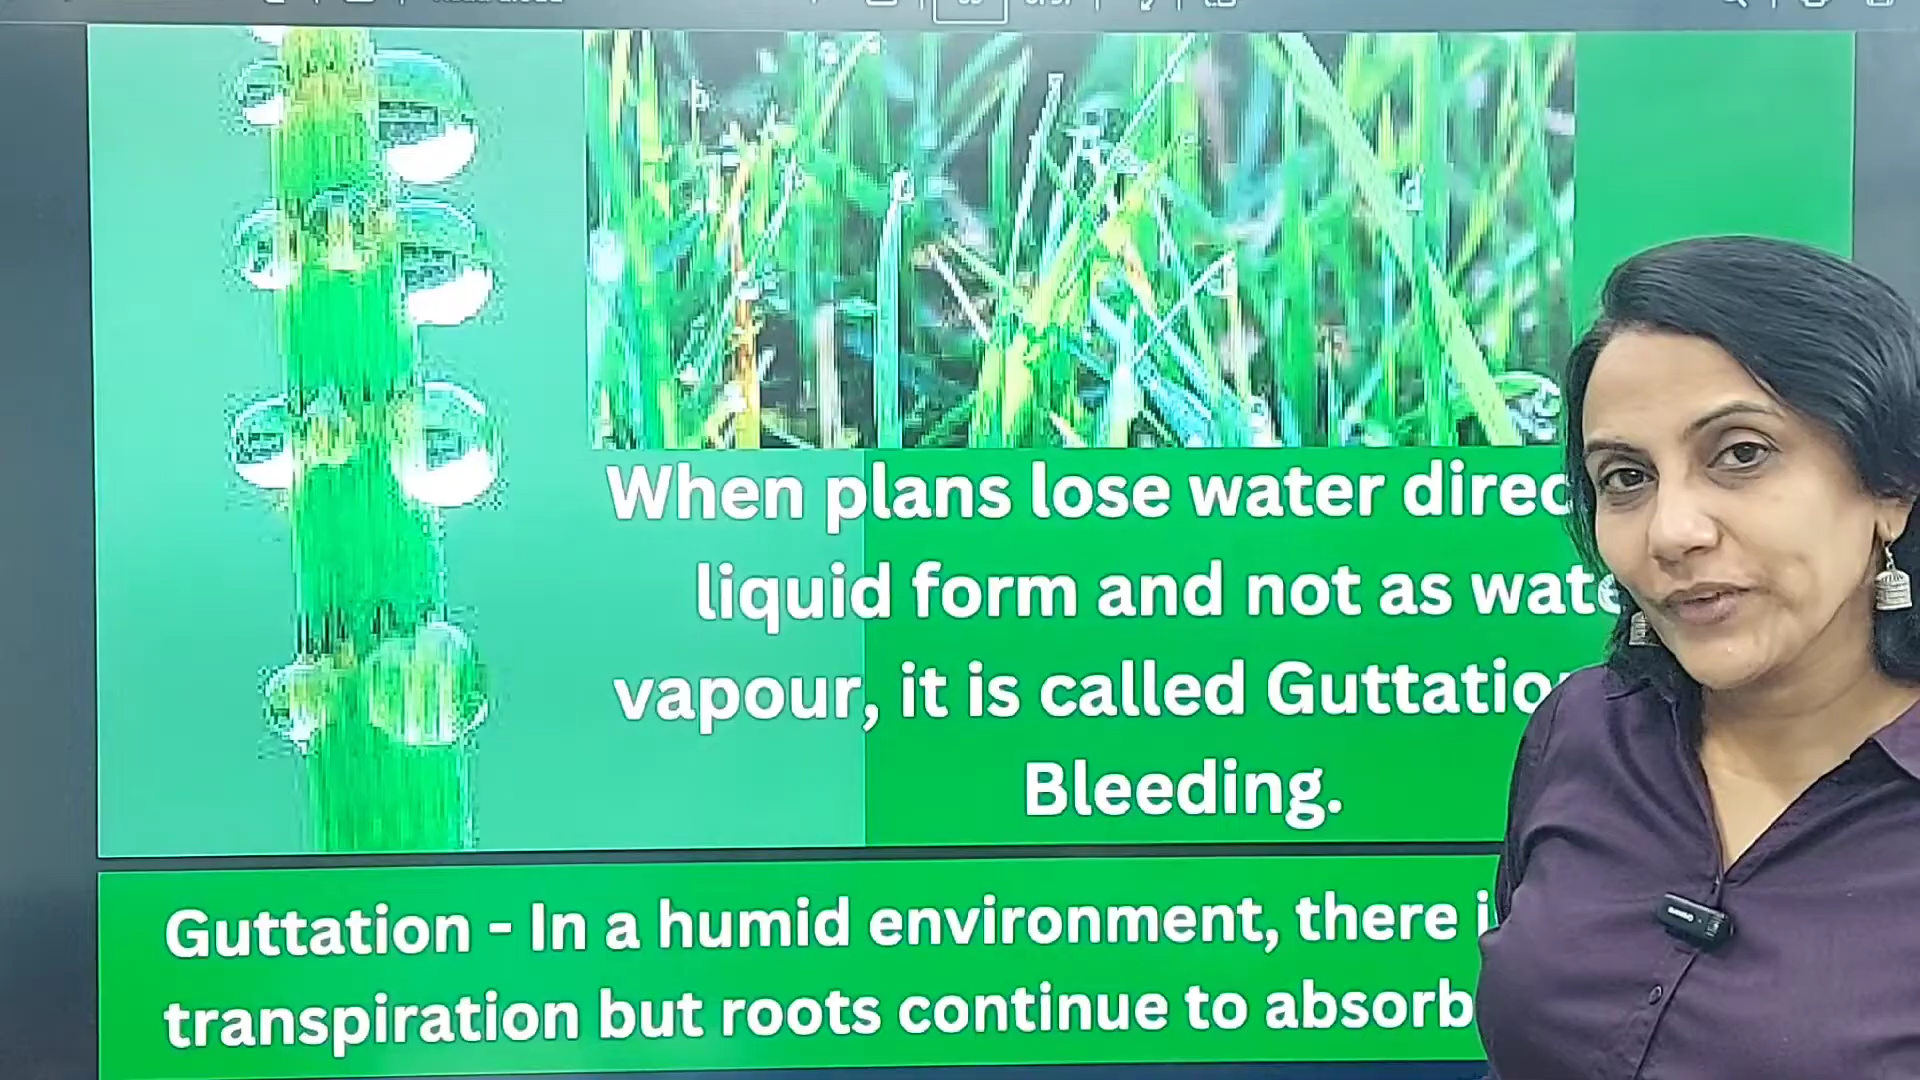 When plans lose water direc
liquid form and not as wate
vapour, it is called Guttatio
Bleeding.
Guttation - In a humid environment, there i
transpiration but roots continue to absorb